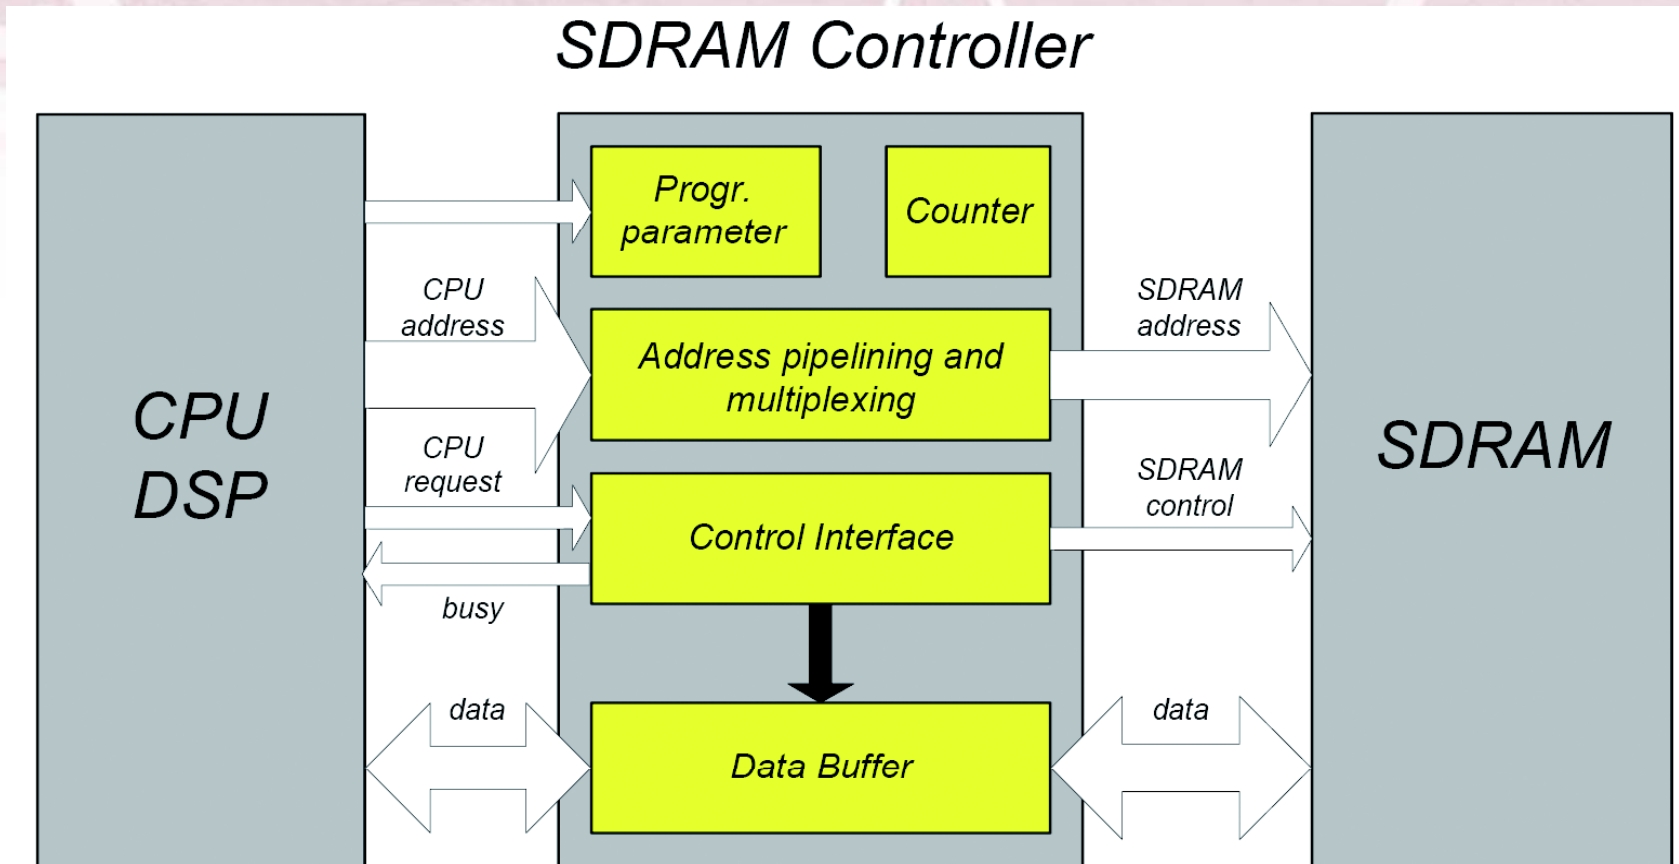 SDRAM Controller
Progr.
parameter
Counter
CPU
address
SDRAM
address
Address pipelining and
multiplexing
CPU
DSP
CPU
request
SDRAM
control
SDRAM
Control Interface
busy
data
data
Data Buffer